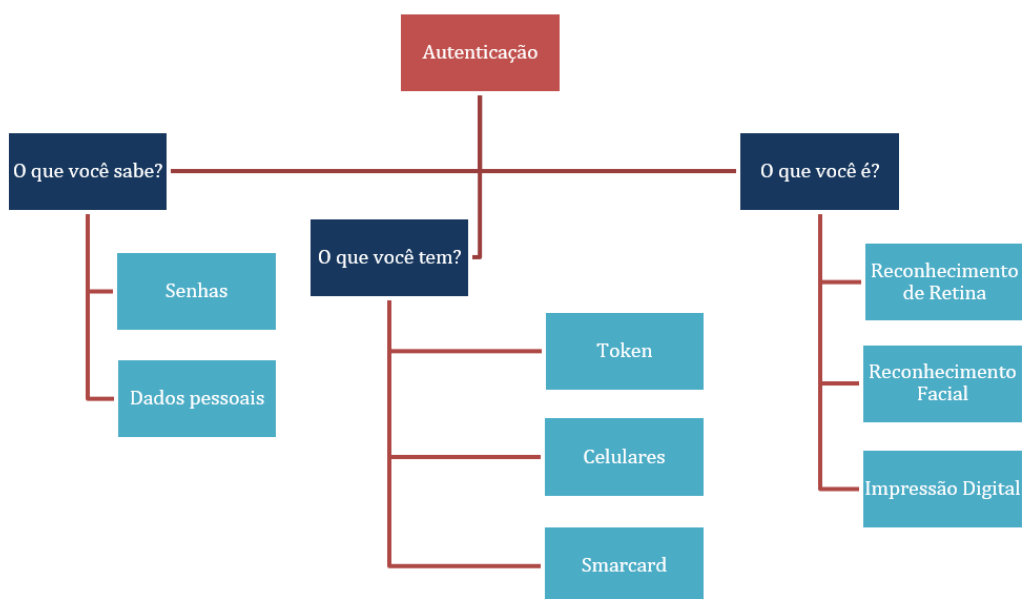 Autenticação
O que você sabe?
Senhas
Dados pessoais
O que você tem?
Token
Celulares
Smarcard
O que você é?
Reconhecimento
de Retina
Reconhecimento
Facial
Impressão Digital